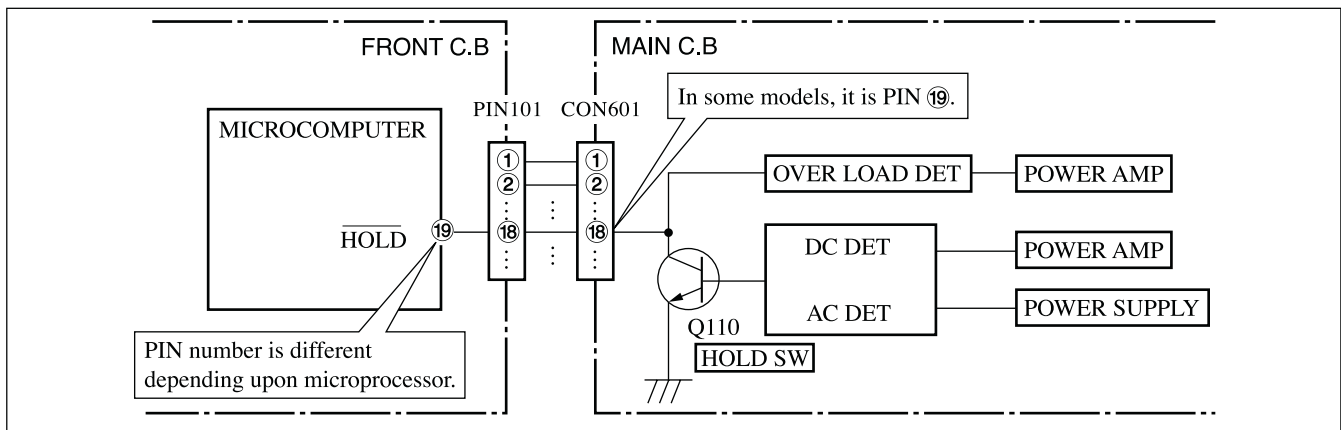 FRONT C.B
MAIN C.B
In some models, it is PIN ⑲.
PIN101
CON601
MICROCOMPUTER
① ①
② ②
⋮ ⋮ ⋮
HOLD ⑲ ⑱ ⑱
⋮ ⋮ ⋮
OVER LOAD DET
POWER AMP
DC DET
POWER AMP
AC DET
POWER SUPPLY
Q110
HOLD SW
PIN number is different
depending upon microprocessor.